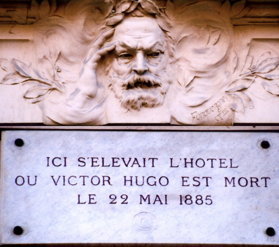 ICI S'ELEVAIT L'HOTEL
OU VICTOR HUGO EST MORT
LE 22 MAI 1885